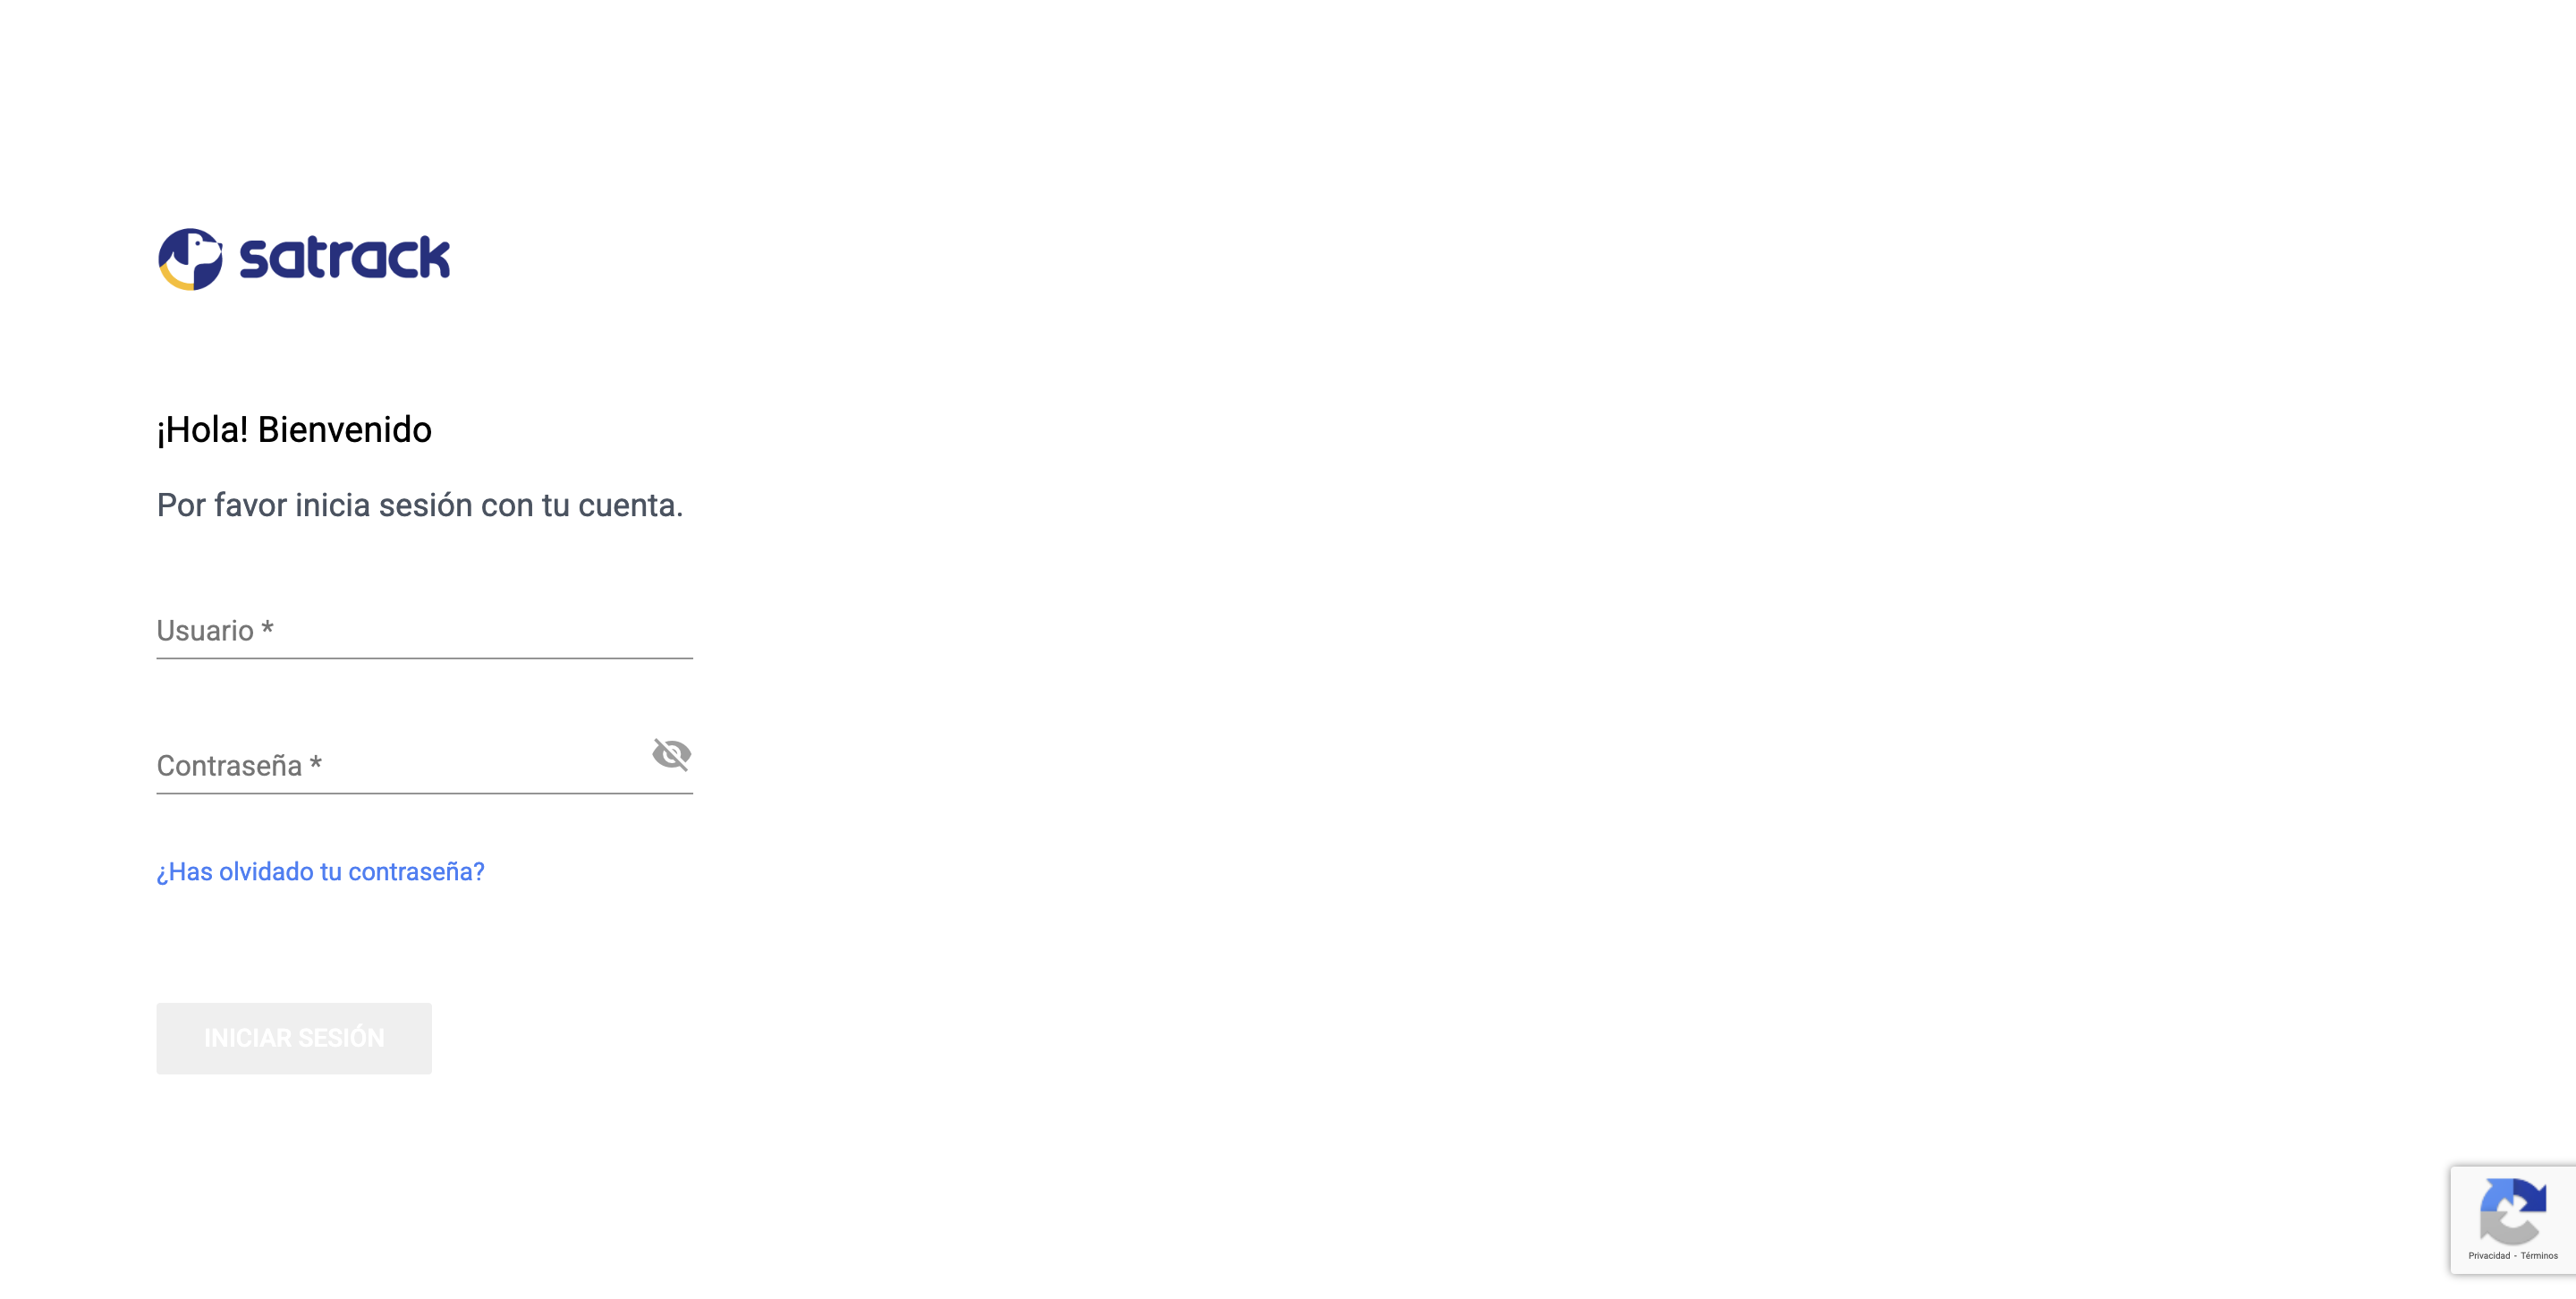 satrack
¡Hola! Bienvenido
Por favor inicia sesión con tu cuenta.
Usuario *
Contraseña *
¿Has olvidado tu contraseña?
INICIAR SESIÓN
Privacidad - Términos